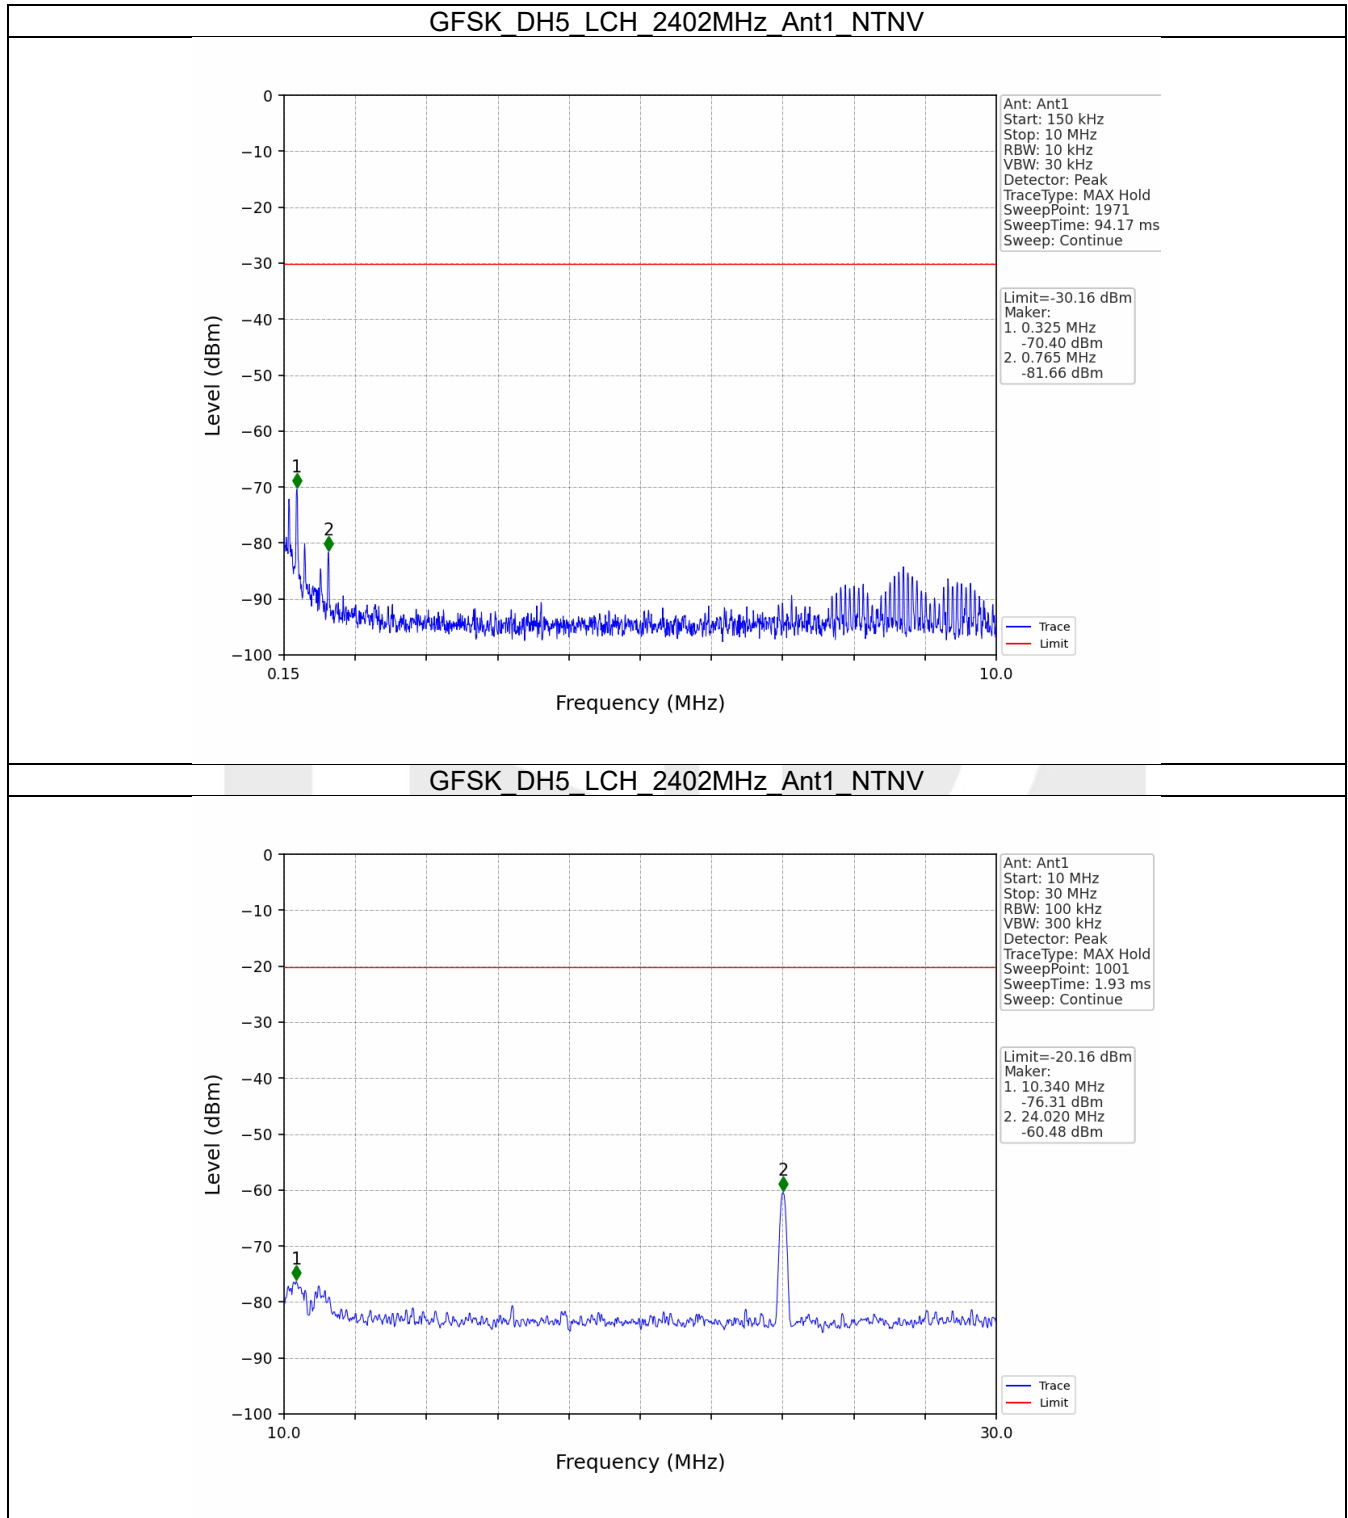 GFSK_DH5_LCH_2402MHz_Ant1_NTNV
0
−10
−20
−30
−40
−50
−60
−70
−80
−90
−100
Level (dBm)
1
2
0.15
10.0
Frequency (MHz)
Ant: Ant1
Start: 150 kHz
Stop: 10 MHz
RBW: 10 kHz
VBW: 30 kHz
Detector: Peak
TraceType: MAX Hold
SweepPoint: 1971
SweepTime: 94.17 ms
Sweep: Continue
Limit=-30.16 dBm
Maker:
1. 0.325 MHz
-70.40 dBm
2. 0.765 MHz
-81.66 dBm
Trace
Limit
GFSK_DH5_LCH_2402MHz_Ant1_NTNV
0
−10
−20
−30
−40
−50
−60
−70
−80
−90
−100
Level (dBm)
1
2
10.0
30.0
Frequency (MHz)
Ant: Ant1
Start: 10 MHz
Stop: 30 MHz
RBW: 100 kHz
VBW: 300 kHz
Detector: Peak
TraceType: MAX Hold
SweepPoint: 1001
SweepTime: 1.93 ms
Sweep: Continue
Limit=-20.16 dBm
Maker:
1. 10.340 MHz
-76.31 dBm
2. 24.020 MHz
-60.48 dBm
Trace
Limit